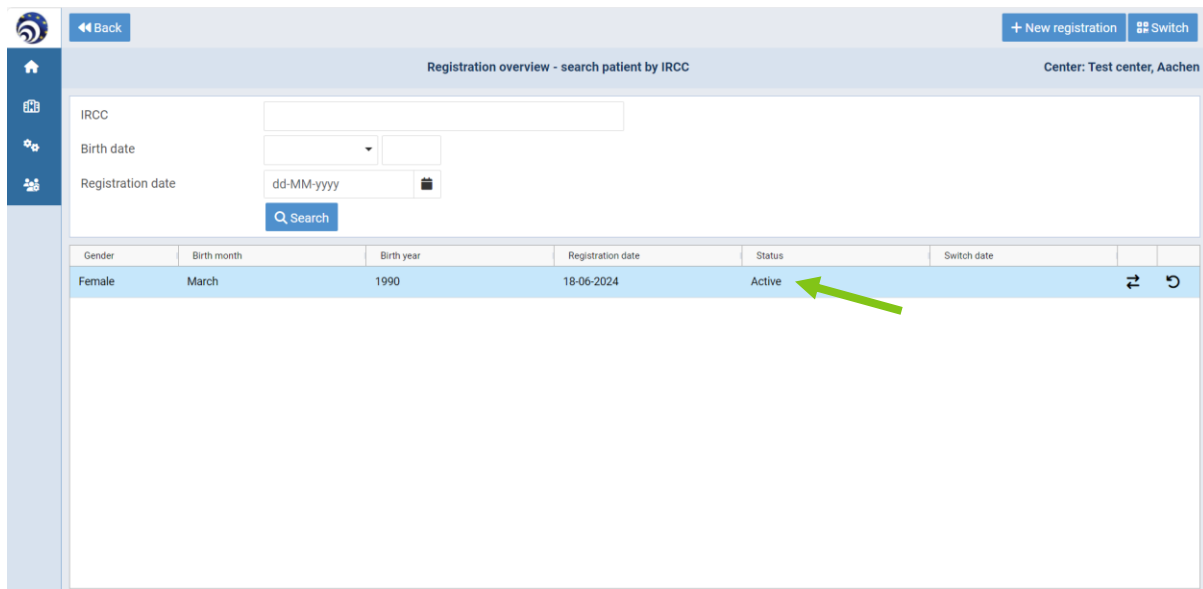 Back
+ New registration
Switch
Registration overview - search patient by IRCC
Center: Test center, Aachen
IRCC
Birth date
Registration date
dd-MM-yyyy
Search
Gender Birth month Birth year Registration date Status Switch date
Female March 1990 18-06-2024 Active